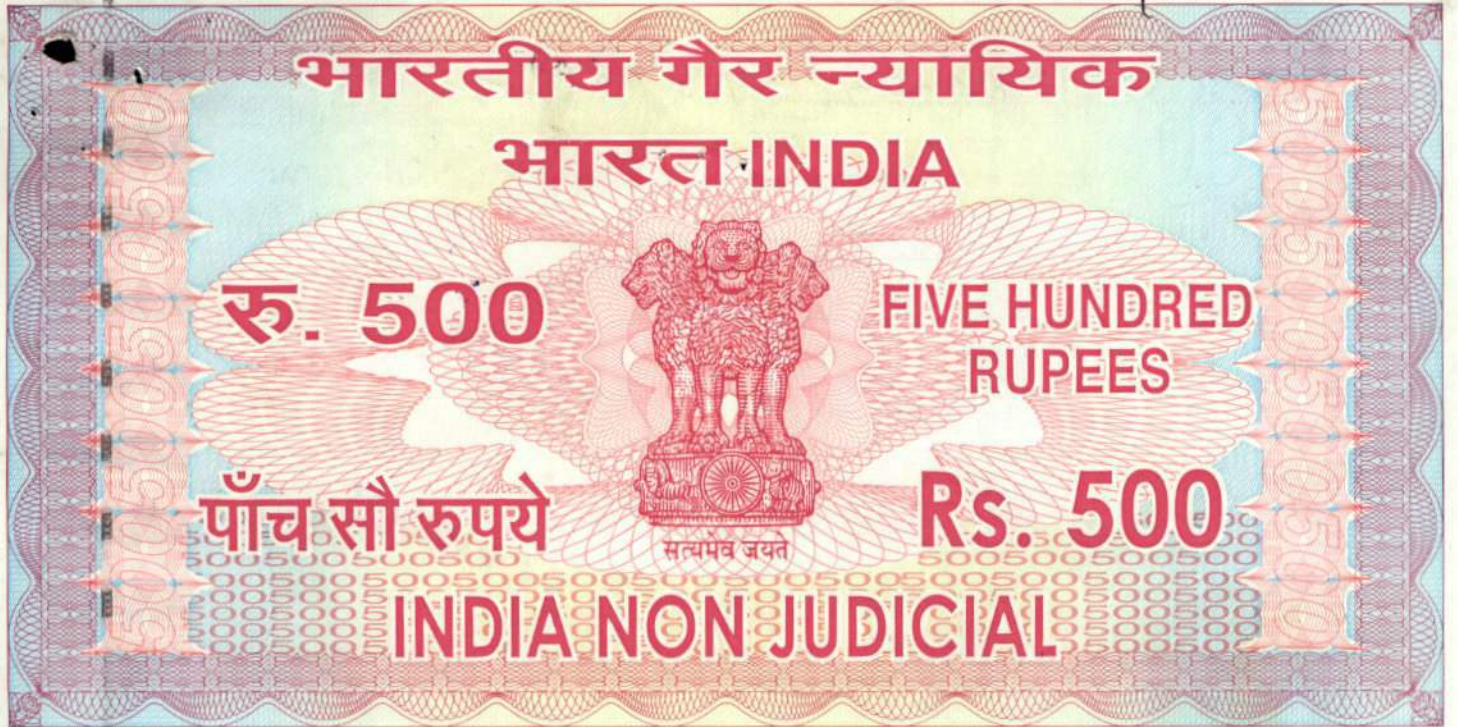 भारतीय गैर न्यायिक
भारत INDIA
रु. 500
FIVE HUNDRED
RUPEES
पाँच सौ रुपये
Rs. 500
सत्यमेव जयते
INDIA NON JUDICIAL